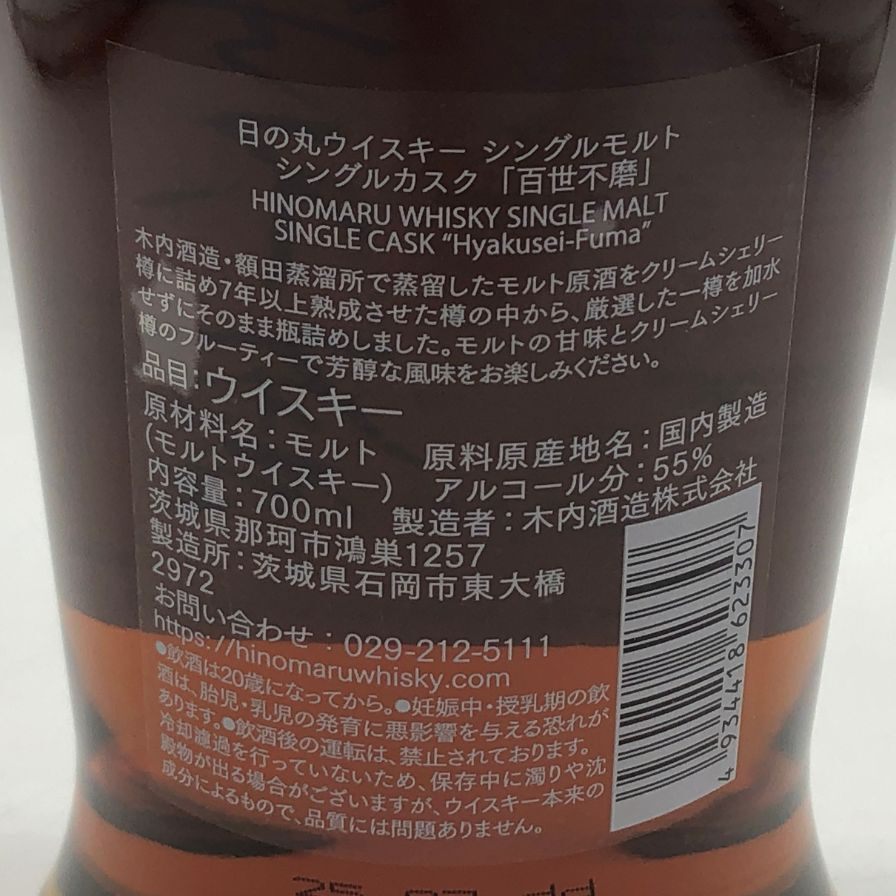 日の丸ウイスキー シングルモルト
シングルカスク「百世不磨」
HINOMARU WHISKY SINGLE MALT
SINGLE CASK “Hyakusei-Fuma”
木内酒造・額田蒸溜所で蒸留したモルト原酒をクリームシェリー
樽に詰め7年以上熟成させた樽の中から、厳選した一樽を加水
せずにそのまま瓶詰めしました。モルトの甘味とクリームシェリー
樽のフルーティーで芳醇な風味をお楽しみください。
品目:ウイスキー
原材料名:モルト 原料原産地名:国内製造
(モルトウイスキー) アルコール分:55%
内容量:700ml 製造者:木内酒造株式会社
茨城県那珂市鴻巣1257
製造所:茨城県石岡市東大橋
2972
お問い合わせ:029-212-5111
https://hinomaruwhisky.com
●飲酒は20歳になってから。●妊娠中・授乳期の飲
酒は、胎児・乳児の発育に悪影響を与える恐れが
あります。●飲酒後の運転は、禁止されております。
冷却濾過を行っていないため、保存中に濁りや沈
殿物が出る場合がございますが、ウイスキー本来の
成分によるもので、品質には問題ありません。
4 934418 623307